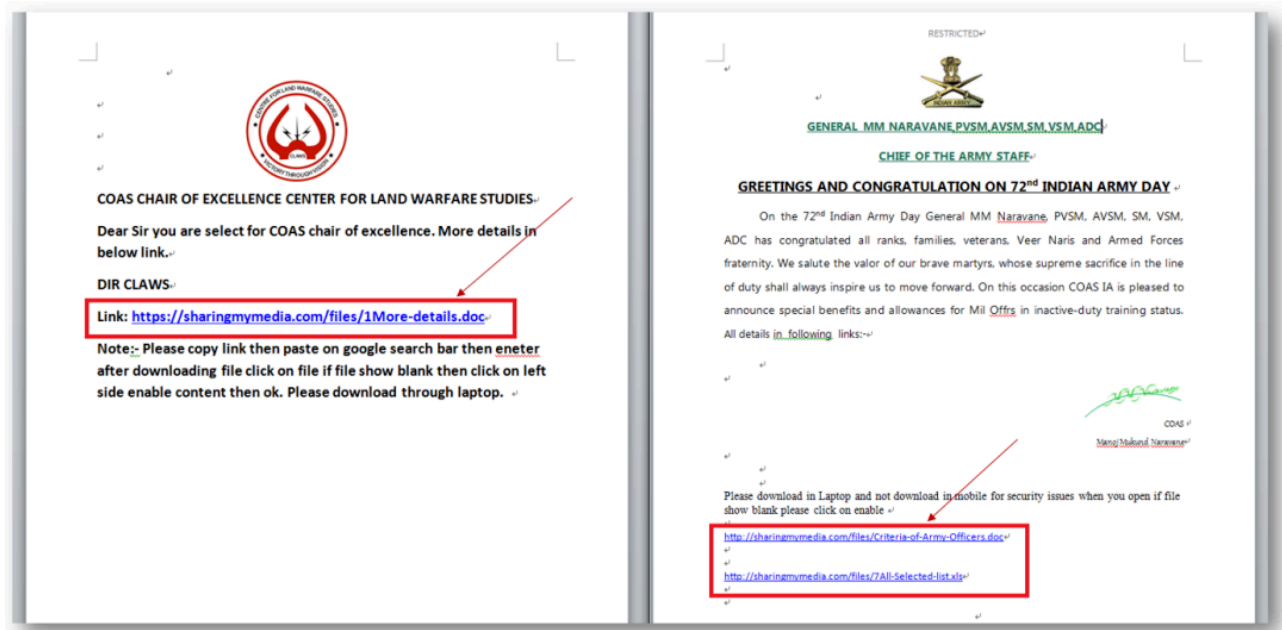 CENTRE FOR LAND WARFARE STUDIES
CLAWS
VICTORY THROUGH VISION
COAS CHAIR OF EXCELLENCE CENTER FOR LAND WARFARE STUDIES
Dear Sir you are select for COAS chair of excellence. More details in
below link.
DIR CLAWS
Link: https://sharingmymedia.com/files/1More-details.doc
Note:- Please copy link then paste on google search bar then eneter
after downloading file click on file if file show blank then click on left
side enable content then ok. Please download through laptop.
RESTRICTED
INDIAN ARMY
GENERAL MM NARAVANE,PVSM,AVSM,SM,VSM,ADC
CHIEF OF THE ARMY STAFF
GREETINGS AND CONGRATULATION ON 72nd INDIAN ARMY DAY
On the 72nd Indian Army Day General MM Naravane, PVSM, AVSM, SM, VSM,
ADC has congratulated all ranks, families, veterans, Veer Naris and Armed Forces
fraternity. We salute the valor of our brave martyrs, whose supreme sacrifice in the line
of duty shall always inspire us to move forward. On this occasion COAS IA is pleased to
announce special benefits and allowances for Mil Offrs in inactive-duty training status.
All details in following links:-
COAS
Manoj Mukund Naravane
Please download in Laptop and not download in mobile for security issues when you open if file
show blank please click on enable
http://sharingmymedia.com/files/Criteria-of-Army-Officers.doc
http://sharingmymedia.com/files/7All-Selected-list.xls